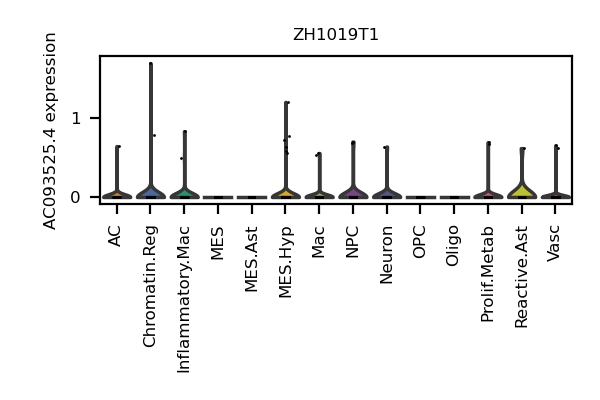 ZH1019T1
AC093525.4 expression
1
0
AC
Chromatin.Reg
Inflammatory.Mac
MES
MES.Ast
MES.Hyp
Mac
NPC
Neuron
OPC
Oligo
Prolif.Metab
Reactive.Ast
Vasc